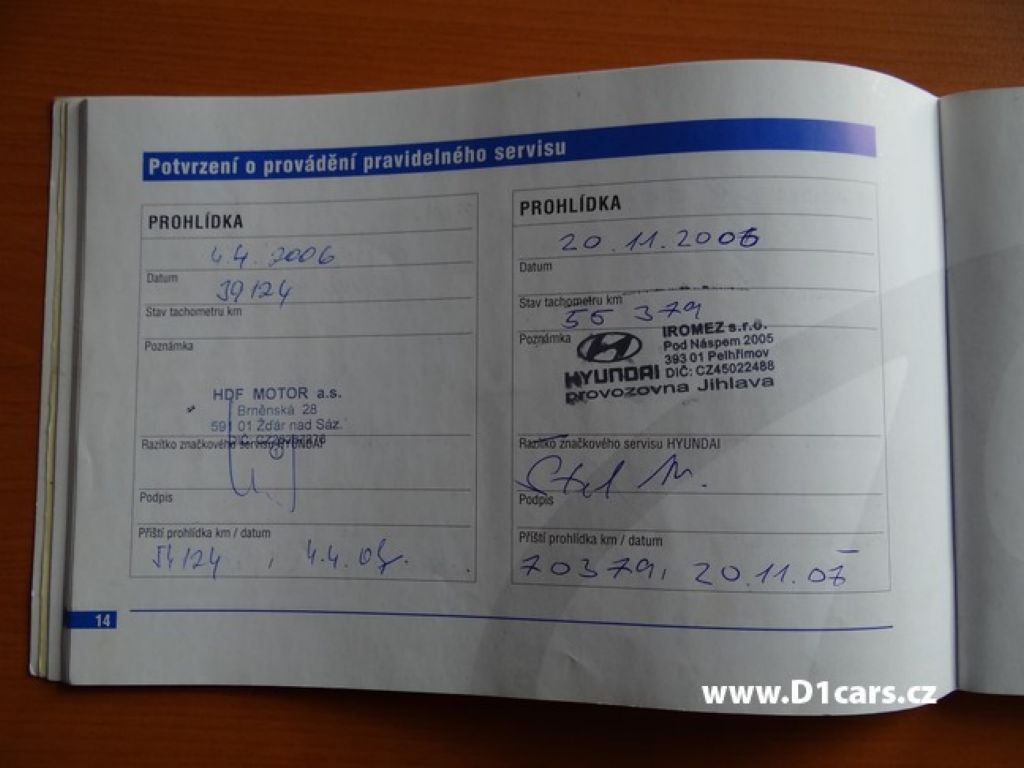 Potvrzení o provádění pravidelného servisu
PROHLÍDKA
4.4.2006
Datum
39124
Stav tachometru km
Poznámka
HDF MOTOR a.s.
Brněnská 28
591 01 Žďár nad Sáz.
DIČ:
Razítko značkového servisu HYUNDAI
Podpis
Příští prohlídka km / datum
54124, 4.4.07.
PROHLÍDKA
20.11.2006
Datum
Stav tachometru km
55 379
Poznámka
HYUNDAI
IROMEZ s.r.o.
Pod Náspem 2005
393 01 Pelhřimov
DIČ: CZ45022488
provozovna Jihlava
Razítko značkového servisu HYUNDAI
Podpis
Příští prohlídka km / datum
70379, 20.11.07
14
www.D1cars.cz